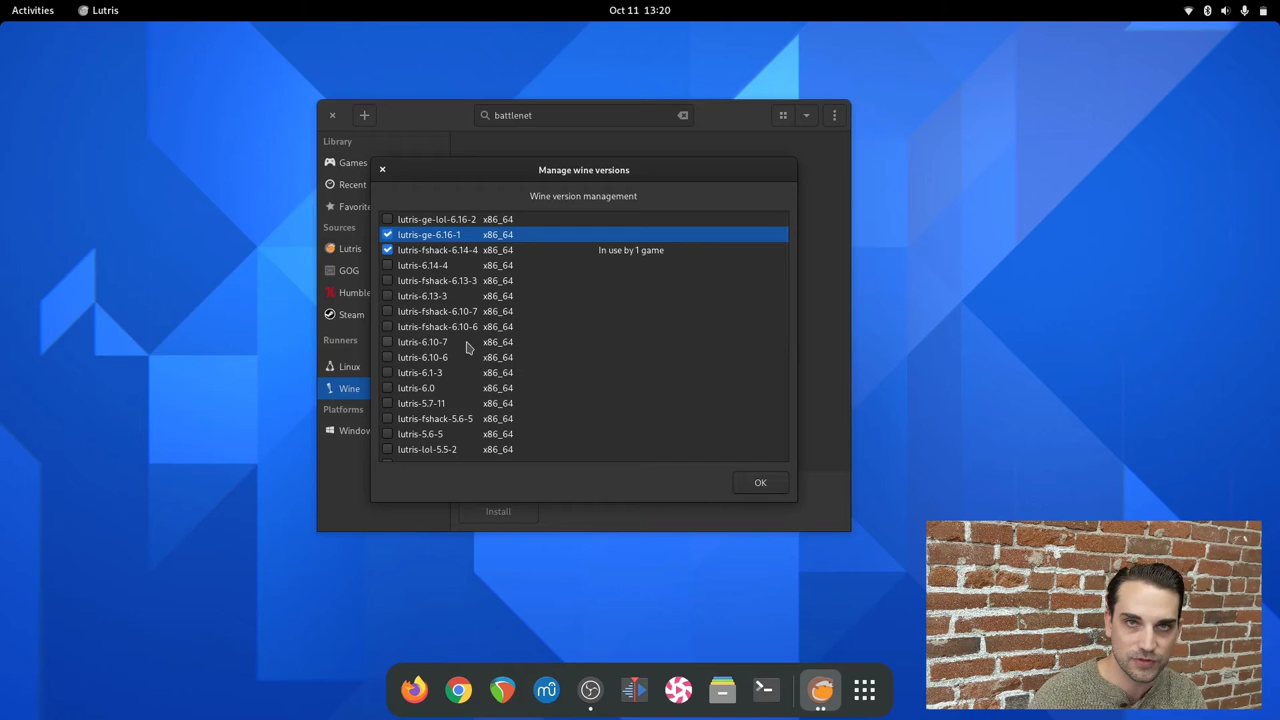 Activities
Lutris
Oct 11 13:20
battlenet
Library
Games
Recent
Favorite
Sources
Lutris
GOG
Humble
Steam
Runners
Linux
Wine
Platforms
Window
Manage wine versions
Wine version management
lutris-ge-lol-6.16-2 x86_64
lutris-ge-6.16-1 x86_64
lutris-fshack-6.14-4 x86_64 In use by 1 game
lutris-6.14-4 x86_64
lutris-fshack-6.13-3 x86_64
lutris-6.13-3 x86_64
lutris-fshack-6.10-7 x86_64
lutris-fshack-6.10-6 x86_64
lutris-6.10-7 x86_64
lutris-6.10-6 x86_64
lutris-6.1-3 x86_64
lutris-6.0 x86_64
lutris-5.7-11 x86_64
lutris-fshack-5.6-5 x86_64
lutris-5.6-5 x86_64
lutris-lol-5.5-2 x86_64
OK
Install
mu